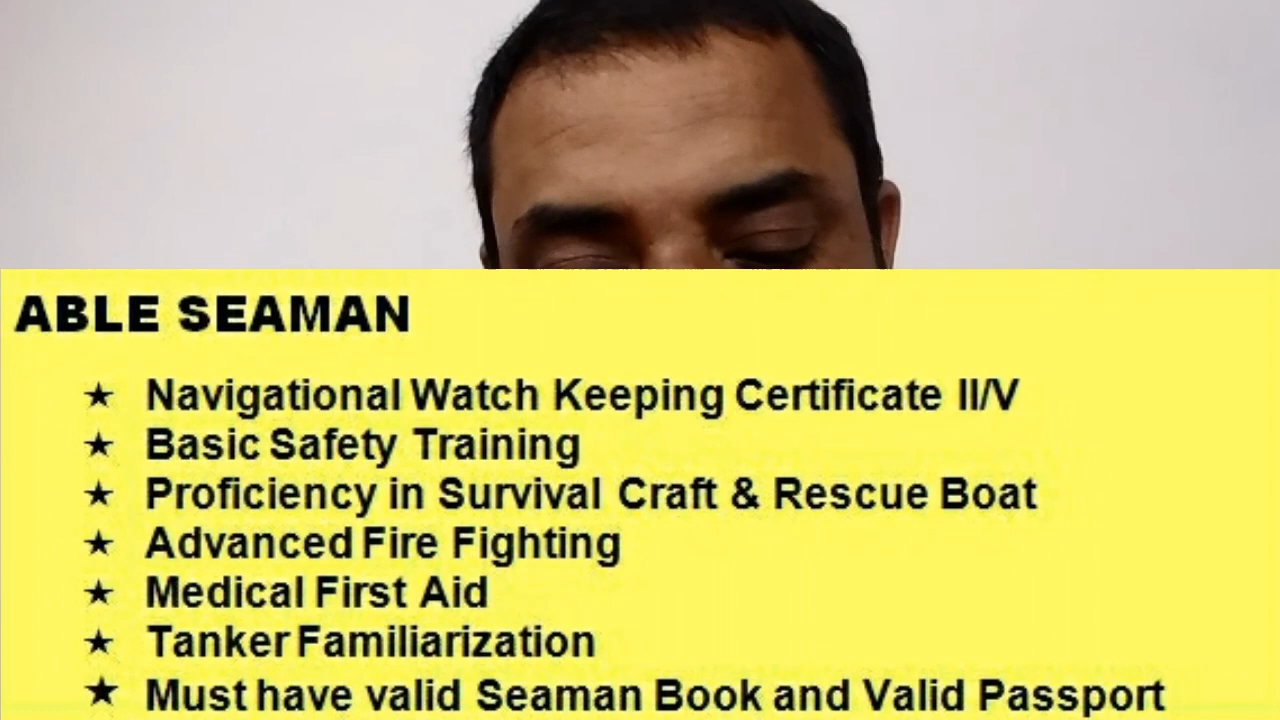 ABLE SEAMAN
★ Navigational Watch Keeping Certificate II/V
★ Basic Safety Training
★ Proficiency in Survival Craft & Rescue Boat
★ Advanced Fire Fighting
★ Medical First Aid
★ Tanker Familiarization
★ Must have valid Seaman Book and Valid Passport